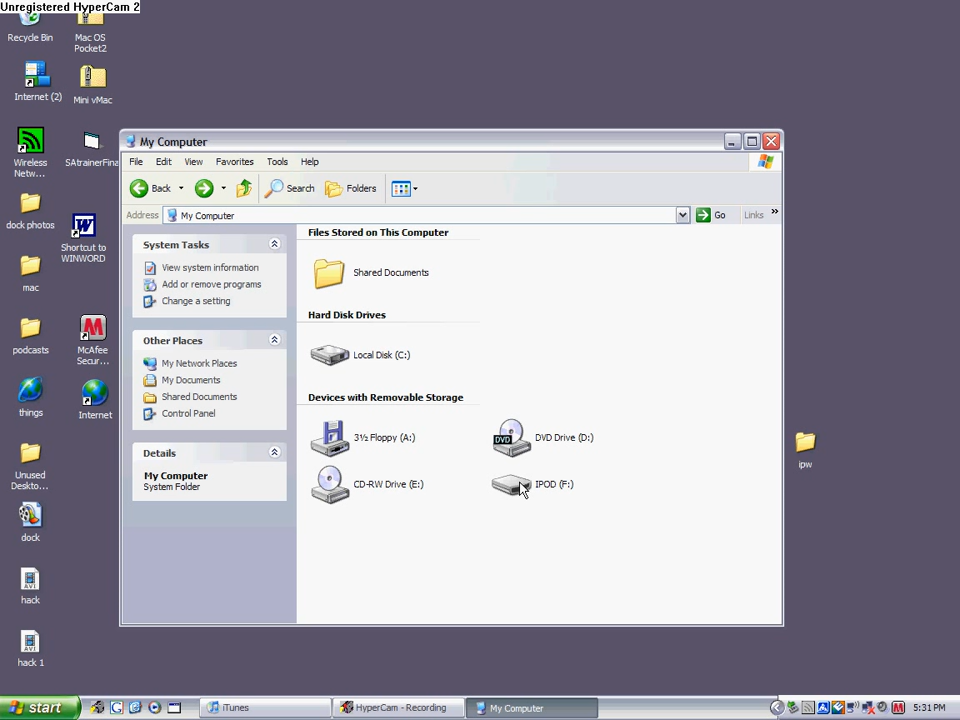 Unregistered HyperCam 2
Recycle Bin
Mac OS
Pocket2
Internet (2)
Mini vMac
Wireless
Netw...
SAtrainerFina
dock photos
Shortcut to
WINWORD
mac
podcasts
McAfee
Secur...
things
Internet
Unused
Deskto...
dock
hack
hack 1
ipw
My Computer
File Edit View Favorites Tools Help
Back Search Folders
Address My Computer Go Links »
System Tasks
View system information
Add or remove programs
Change a setting
Other Places
My Network Places
My Documents
Shared Documents
Control Panel
Details
My Computer
System Folder
Files Stored on This Computer
Shared Documents
Hard Disk Drives
Local Disk (C:)
Devices with Removable Storage
3½ Floppy (A:) DVD Drive (D:)
DVD
CD-RW Drive (E:) IPOD (F:)
start iTunes HyperCam - Recording My Computer 5:31 PM